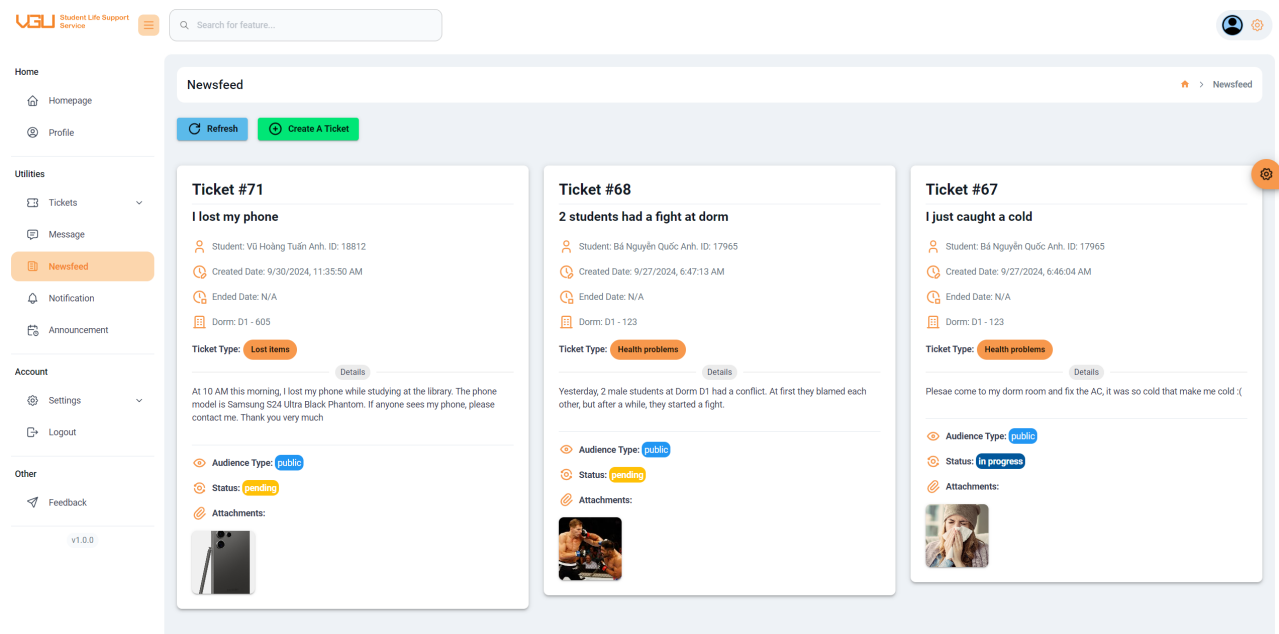 VGU Student Life Support
Service
Search for feature...
Home
Homepage
Profile
Utilities
Tickets
Message
Newsfeed
Notification
Announcement
Account
Settings
Logout
Other
Feedback
v1.0.0
Newsfeed
Newsfeed
Refresh
Create A Ticket
Ticket #71
I lost my phone
Student: Vũ Hoàng Tuấn Anh. ID: 18812
Created Date: 9/30/2024, 11:35:50 AM
Ended Date: N/A
Dorm: D1 - 605
Ticket Type: Lost items
Details
At 10 AM this morning, I lost my phone while studying at the library. The phone
model is Samsung S24 Ultra Black Phantom. If anyone sees my phone, please
contact me. Thank you very much
Audience Type: public
Status: pending
Attachments:
Ticket #68
2 students had a fight at dorm
Student: Bá Nguyễn Quốc Anh. ID: 17965
Created Date: 9/27/2024, 6:47:13 AM
Ended Date: N/A
Dorm: D1 - 123
Ticket Type: Health problems
Details
Yesterday, 2 male students at Dorm D1 had a conflict. At first they blamed each
other, but after a while, they started a fight.
Audience Type: public
Status: pending
Attachments:
Ticket #67
I just caught a cold
Student: Bá Nguyễn Quốc Anh. ID: 17965
Created Date: 9/27/2024, 6:46:04 AM
Ended Date: N/A
Dorm: D1 - 123
Ticket Type: Health problems
Details
Plesae come to my dorm room and fix the AC, it was so cold that make me cold :(
Audience Type: public
Status: in progress
Attachments: